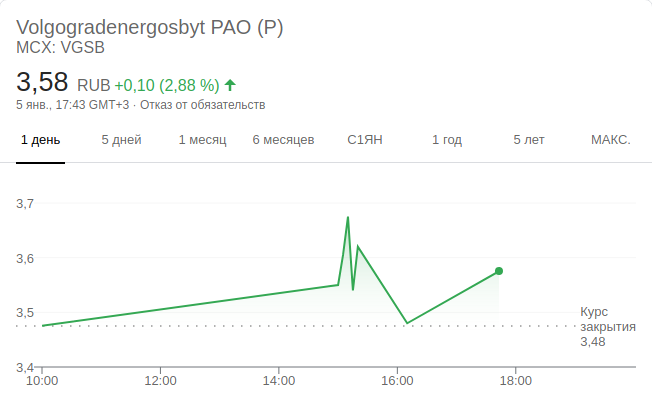 Volgogradenergosbyt PAO (P)
MCX: VGSB
3,58 RUB +0,10 (2,88 %)
5 янв., 17:43 GMT+3 · Отказ от обязательств
1 день 5 дней 1 месяц 6 месяцев С1ЯН 1 год 5 лет МАКС.
3,7
3,6
3,5
Курс
закрытия
3,48
3,4
10:00 12:00 14:00 16:00 18:00